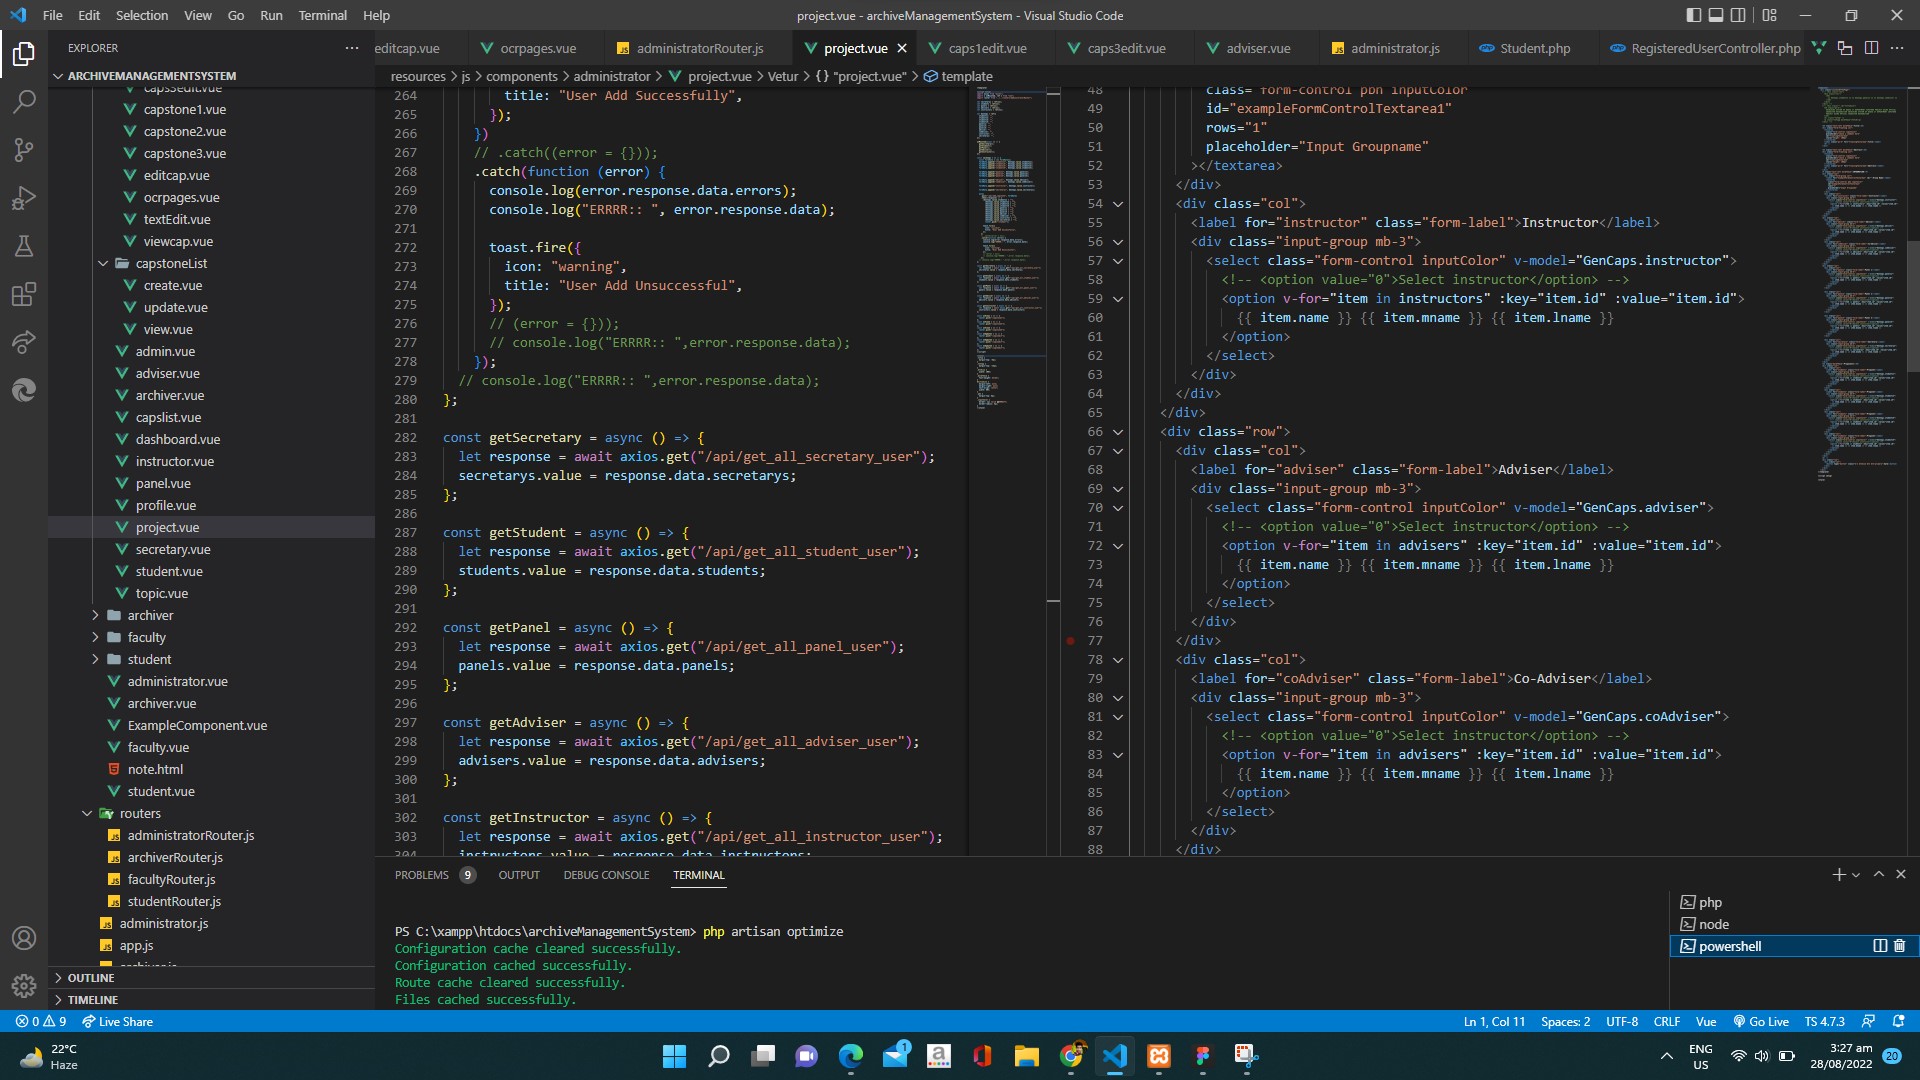 File Edit Selection View Go Run Terminal Help
project.vue - archiveManagementSystem - Visual Studio Code
EXPLORER
ARCHIVEMANAGEMENTSYSTEM
caps3edit.vue
capstone1.vue
capstone2.vue
capstone3.vue
editcap.vue
ocrpages.vue
textEdit.vue
viewcap.vue
capstoneList
create.vue
update.vue
view.vue
admin.vue
adviser.vue
archiver.vue
capslist.vue
dashboard.vue
instructor.vue
panel.vue
profile.vue
project.vue
secretary.vue
student.vue
topic.vue
archiver
faculty
student
administrator.vue
archiver.vue
ExampleComponent.vue
faculty.vue
note.html
student.vue
routers
administratorRouter.js
archiverRouter.js
facultyRouter.js
studentRouter.js
administrator.js
app.js
OUTLINE
TIMELINE
editcap.vue ocrpages.vue administratorRouter.js project.vue caps1edit.vue caps3edit.vue adviser.vue administrator.js Student.php RegisteredUserController.php
resources > js > components > administrator > project.vue > Vetur > {} "project.vue" > template
264 title: "User Add Successfully",
265 });
266 })
267 // .catch((error = {}));
268 .catch(function (error) {
269 console.log(error.response.data.errors);
270 console.log("ERRRR:: ", error.response.data);
271
272 toast.fire({
273 icon: "warning",
274 title: "User Add Unsuccessful",
275 });
276 // (error = {}));
277 // console.log("ERRRR:: ",error.response.data);
278 });
279 // console.log("ERRRR:: ",error.response.data);
280 };
281
282 const getSecretary = async () => {
283 let response = await axios.get("/api/get_all_secretary_user");
284 secretarys.value = response.data.secretarys;
285 };
286
287 const getStudent = async () => {
288 let response = await axios.get("/api/get_all_student_user");
289 students.value = response.data.students;
290 };
291
292 const getPanel = async () => {
293 let response = await axios.get("/api/get_all_panel_user");
294 panels.value = response.data.panels;
295 };
296
297 const getAdviser = async () => {
298 let response = await axios.get("/api/get_all_adviser_user");
299 advisers.value = response.data.advisers;
300 };
301
302 const getInstructor = async () => {
303 let response = await axios.get("/api/get_all_instructor_user");
304 instructors.value = response.data.instructors;
48 class="form-control pbh inputColor"
49 id="exampleFormControlTextarea1"
50 rows="1"
51 placeholder="Input Groupname"
52 ></textarea>
53 </div>
54 <div class="col">
55 <label for="instructor" class="form-label">Instructor</label>
56 <div class="input-group mb-3">
57 <select class="form-control inputColor" v-model="GenCaps.instructor">
58 <!-- <option value="0">Select instructor</option> -->
59 <option v-for="item in instructors" :key="item.id" :value="item.id">
60 {{ item.name }} {{ item.mname }} {{ item.lname }}
61 </option>
62 </select>
63 </div>
64 </div>
65 </div>
66 <div class="row">
67 <div class="col">
68 <label for="adviser" class="form-label">Adviser</label>
69 <div class="input-group mb-3">
70 <select class="form-control inputColor" v-model="GenCaps.adviser">
71 <!-- <option value="0">Select instructor</option> -->
72 <option v-for="item in advisers" :key="item.id" :value="item.id">
73 {{ item.name }} {{ item.mname }} {{ item.lname }}
74 </option>
75 </select>
76 </div>
77 </div>
78 <div class="col">
79 <label for="coAdviser" class="form-label">Co-Adviser</label>
80 <div class="input-group mb-3">
81 <select class="form-control inputColor" v-model="GenCaps.coAdviser">
82 <!-- <option value="0">Select instructor</option> -->
83 <option v-for="item in advisers" :key="item.id" :value="item.id">
84 {{ item.name }} {{ item.mname }} {{ item.lname }}
85 </option>
86 </select>
87 </div>
88 </div>
PROBLEMS 9 OUTPUT DEBUG CONSOLE TERMINAL
PS C:\xampp\htdocs\archiveManagementSystem> php artisan optimize
Configuration cache cleared successfully.
Configuration cached successfully.
Route cache cleared successfully.
Files cached successfully.
php
node
powershell
0 9 Live Share
Ln 1, Col 11 Spaces: 2 UTF-8 CRLF Vue Go Live TS 4.7.3
22°C
Haze
1
ENG
US
3:27 am
28/08/2022
20